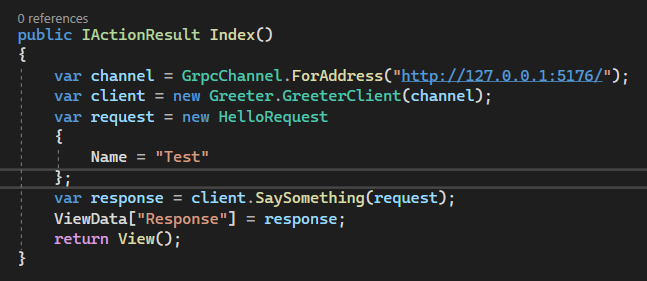 0 references
public IActionResult Index()
{
var channel = GrpcChannel.ForAddress("http://127.0.0.1:5176/");
var client = new Greeter.GreeterClient(channel);
var request = new HelloRequest
{
Name = "Test"
};
var response = client.SaySomething(request);
ViewData["Response"] = response;
return View();
}